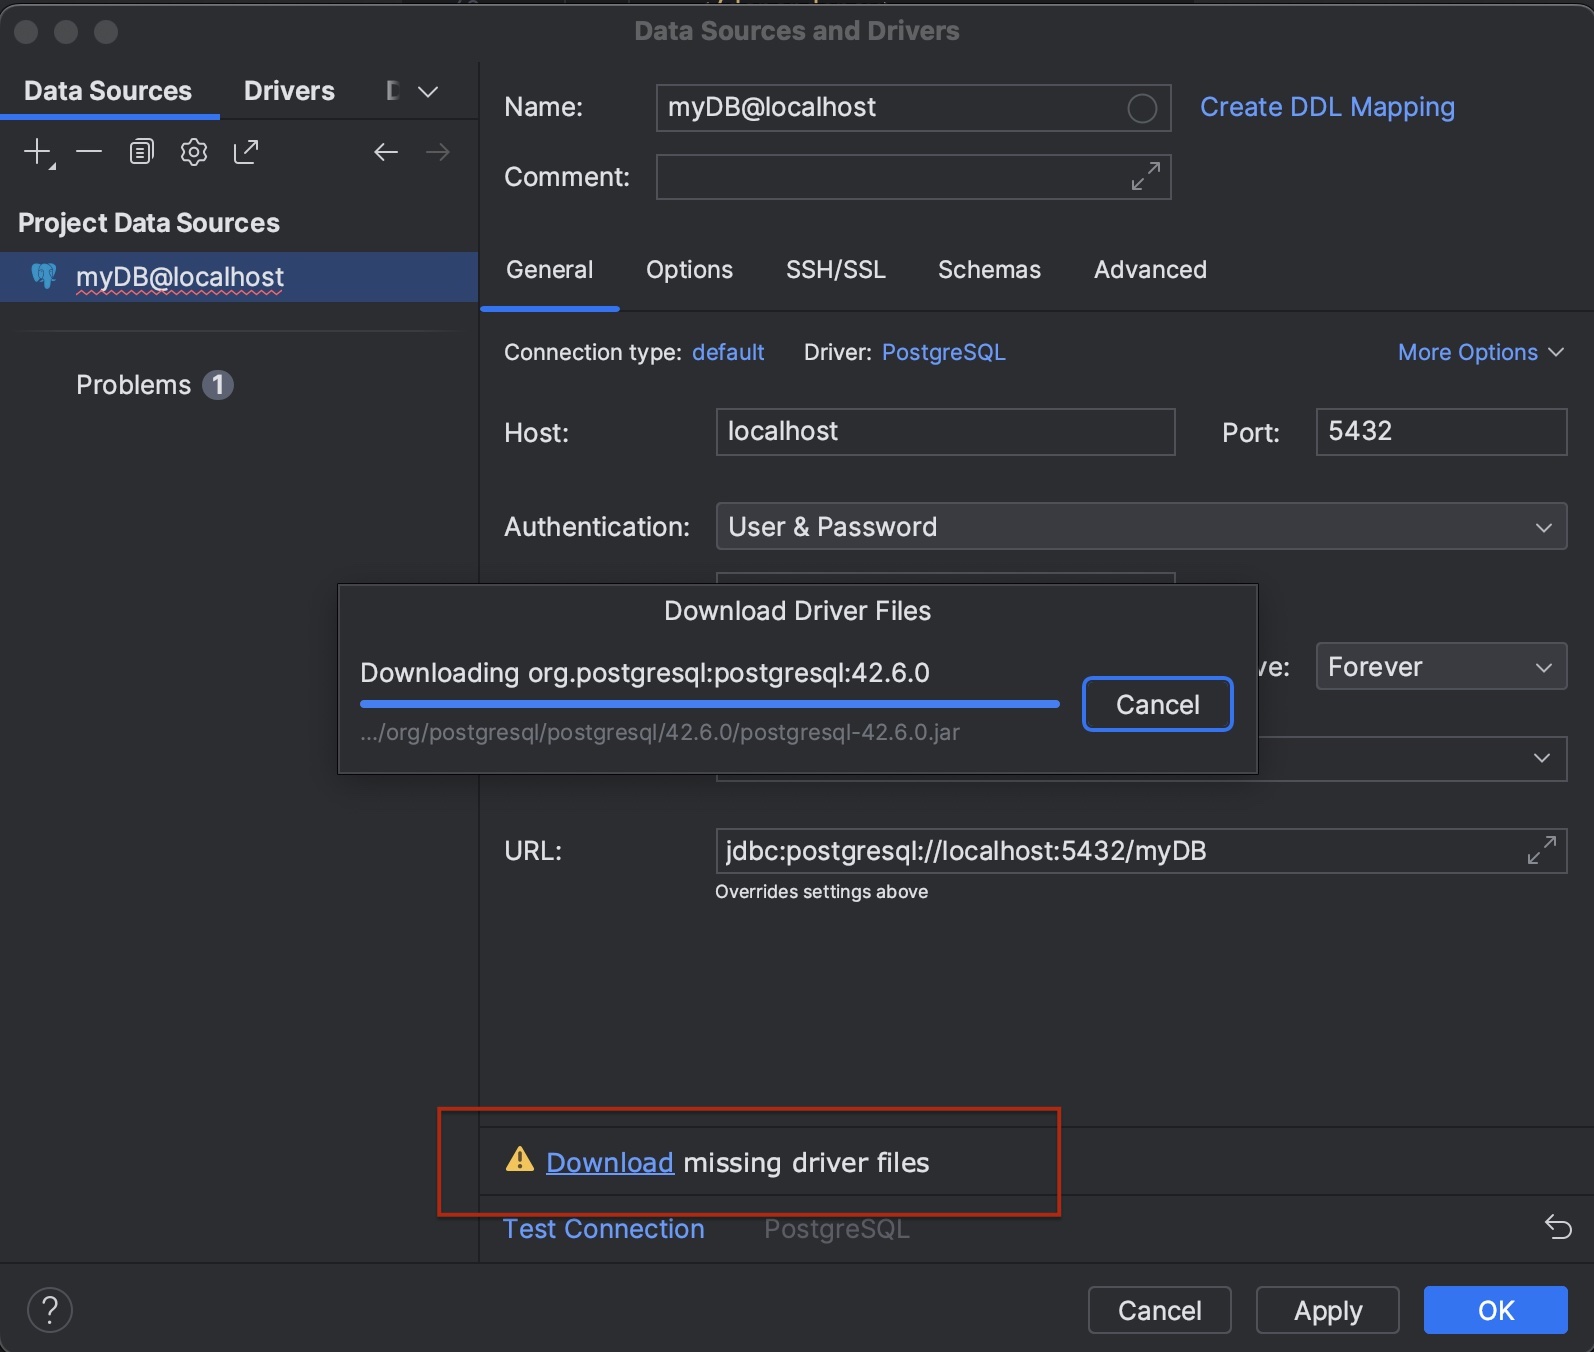 Data Sources and Drivers
Data Sources
Drivers
Name:
myDB@localhost
Create DDL Mapping
Comment:
Project Data Sources
myDB@localhost
Problems 1
General
Options
SSH/SSL
Schemas
Advanced
Connection type: default
Driver: PostgreSQL
More Options
Host:
localhost
Port:
5432
Authentication:
User & Password
Download Driver Files
Downloading org.postgresql:postgresql:42.6.0
.../org/postgresql/postgresql/42.6.0/postgresql-42.6.0.jar
Cancel
Forever
URL:
jdbc:postgresql://localhost:5432/myDB
Overrides settings above
Download missing driver files
Test Connection
PostgreSQL
?
Cancel
Apply
OK